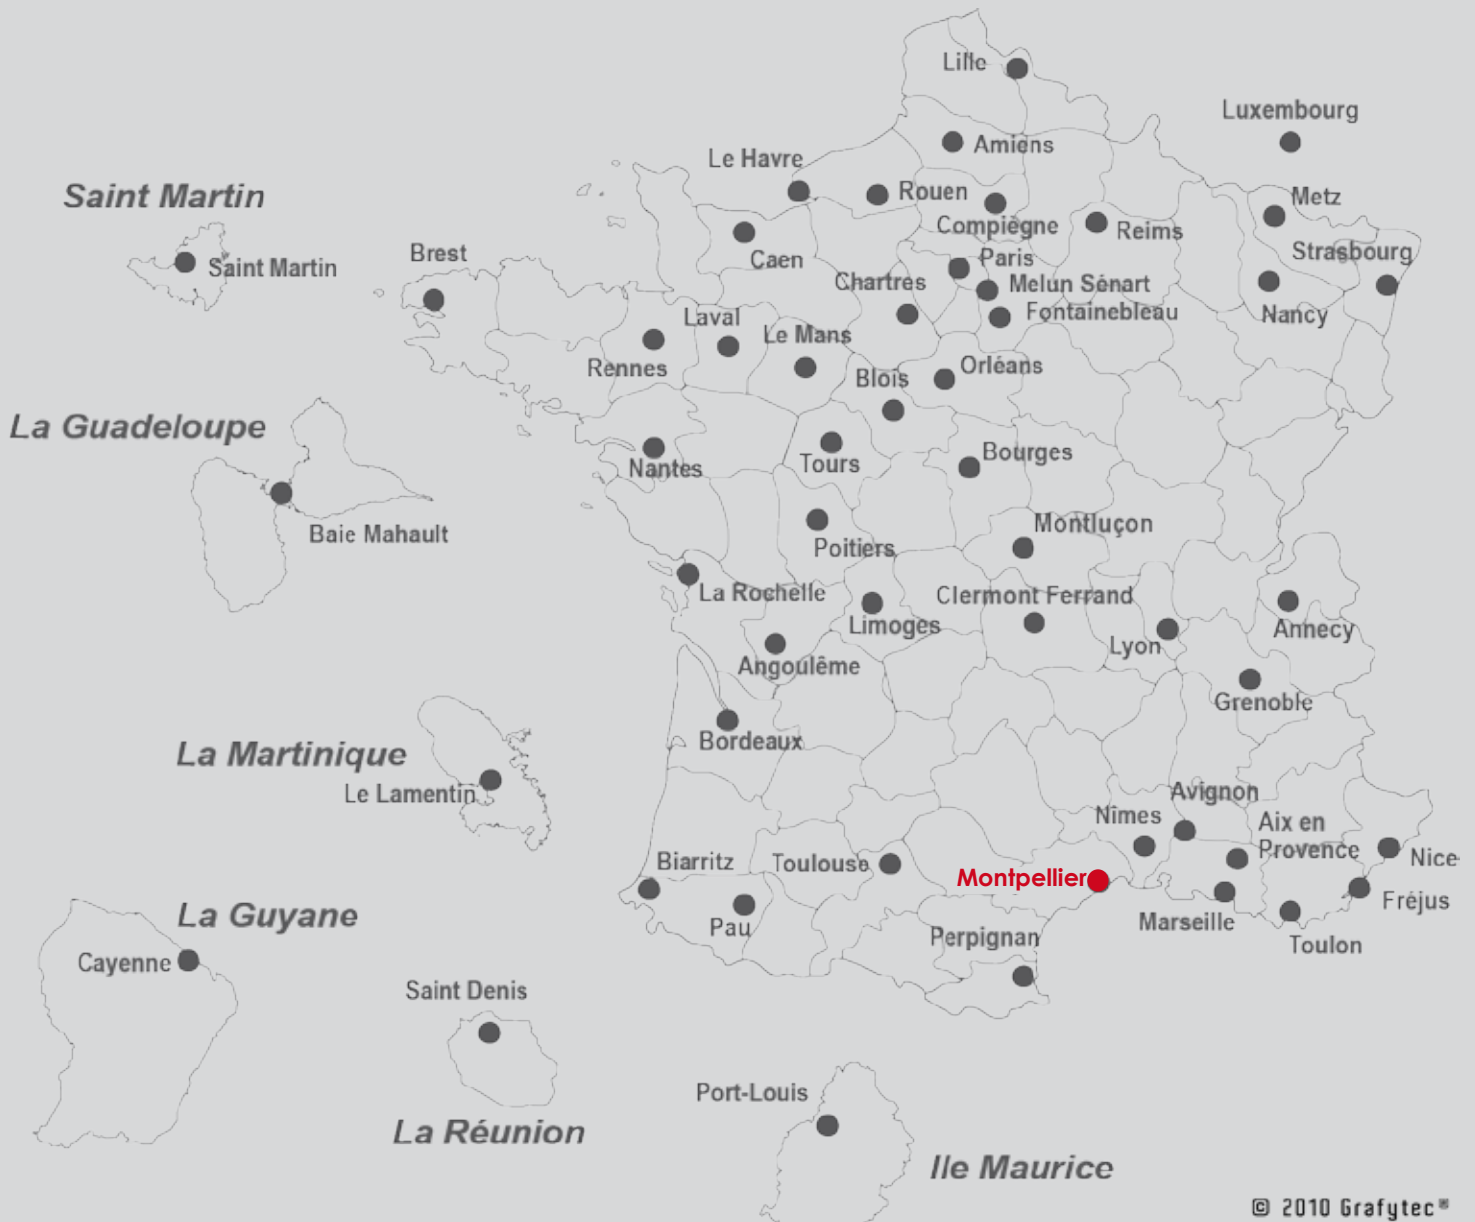 Lille
Luxembourg
Amiens
Le Havre
Rouen
Metz
Saint Martin
Compiègne
Reims
Strasbourg
Caen
Brest
Paris
Saint Martin
Chartres
Melun Sénart
Fontainebleau
Nancy
Laval
Le Mans
Rennes
Orléans
Blois
La Guadeloupe
Bourges
Tours
Nantes
Montluçon
Baie Mahault
Poitiers
La Rochelle
Clermont Ferrand
Limoges
Annecy
Lyon
Angoulême
Grenoble
Bordeaux
La Martinique
Le Lamentin
Avignon
Nîmes
Aix en
Provence
Biarritz
Toulouse
Nice
Montpellier
Fréjus
La Guyane
Pau
Marseille
Perpignan
Toulon
Cayenne
Saint Denis
Port-Louis
La Réunion
Ile Maurice
© 2010 Grafytec®